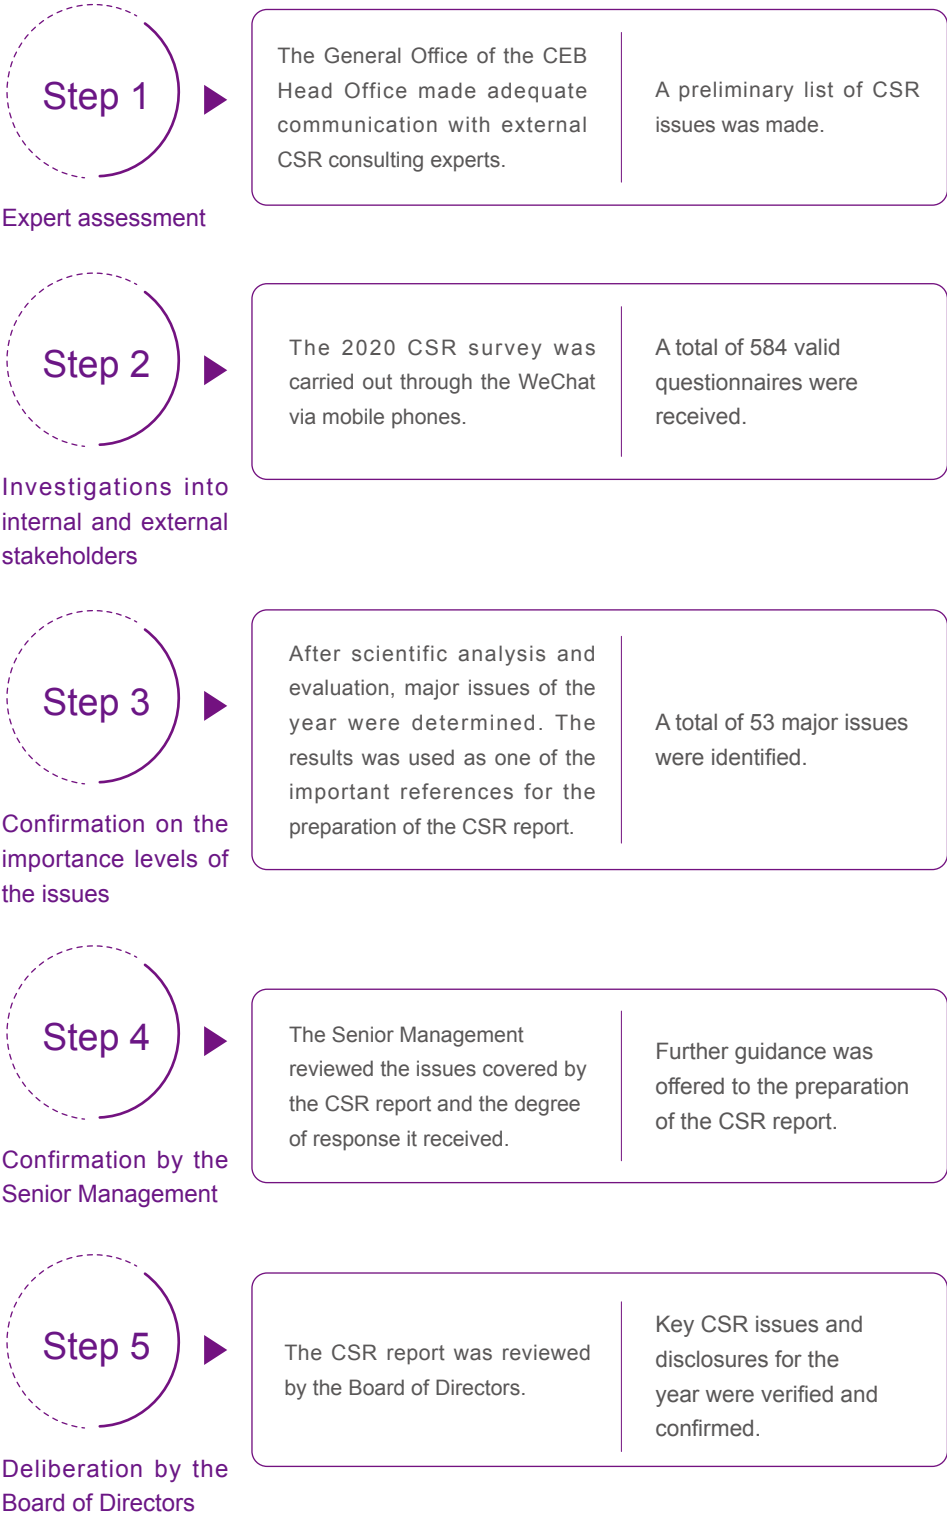 Step 1
The General Office of the CEB
Head Office made adequate
communication with external
CSR consulting experts.
A preliminary list of CSR
issues was made.
Expert assessment
Step 2
The 2020 CSR survey was
carried out through the WeChat
via mobile phones.
A total of 584 valid
questionnaires were
received.
Investigations into
internal and external
stakeholders
Step 3
After scientific analysis and
evaluation, major issues of the
year were determined. The
results was used as one of the
important references for the
preparation of the CSR report.
A total of 53 major issues
were identified.
Confirmation on the
importance levels of
the issues
Step 4
The Senior Management
reviewed the issues covered by
the CSR report and the degree
of response it received.
Further guidance was
offered to the preparation
of the CSR report.
Confirmation by the
Senior Management
Step 5
The CSR report was reviewed
by the Board of Directors.
Key CSR issues and
disclosures for the
year were verified and
confirmed.
Deliberation by the
Board of Directors